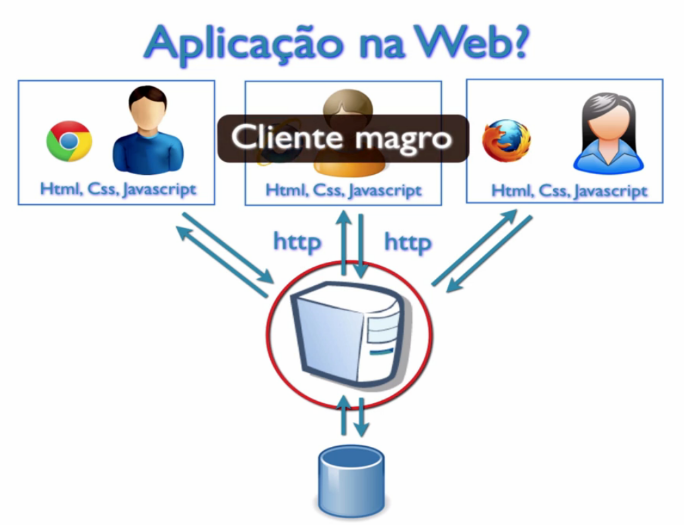 Aplicação na Web?
Cliente magro
Html, Css, Javascript
Html, Css, Javascript
Html, Css, Javascript
http
http